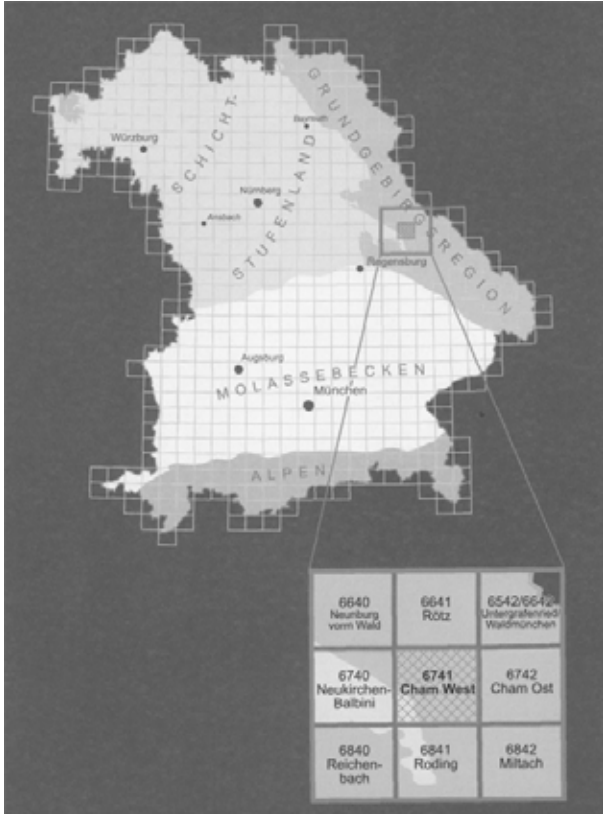 SCHICHT-
STUFENLAND
GRUNDGEBIRGSREGION
Bayreuth
Würzburg
Nürnberg
Ansbach
Regensburg
Augsburg
MOLASSEBECKEN
München
ALPEN
6640
Neunburg
vorm Wald
6641
Rötz
6542/6642
Untergrafenried/
Waldmünchen
6740
Neukirchen-
Balbini
6741
Cham West
6742
Cham Ost
6840
Reichen-
bach
6841
Roding
6842
Miltach